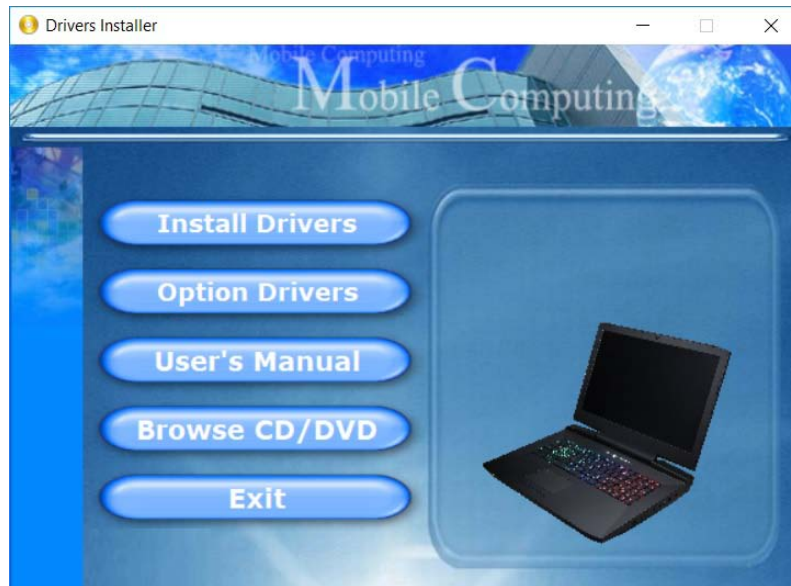 Drivers Installer
Mobile Computing
Mobile Computing
Install Drivers
Option Drivers
User's Manual
Browse CD/DVD
Exit